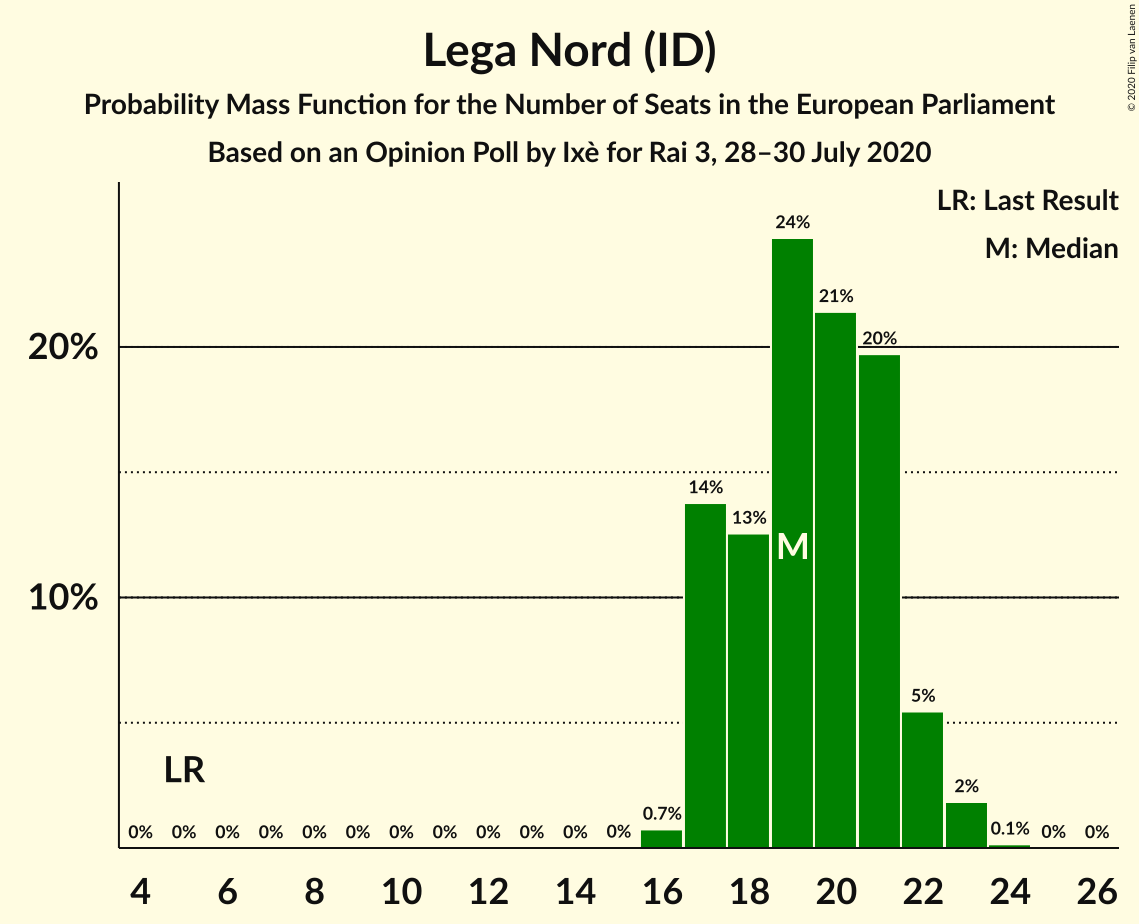 Lega Nord (ID)
Probability Mass Function for the Number of Seats in the European Parliament
Based on an Opinion Poll by Ixè for Rai 3, 28–30 July 2020
© 2020 Filip van Laenen
LR: Last Result
M: Median
24%
21%
20%
20%
14%
13%
M
10%
5%
LR
2%
0% 0% 0% 0% 0% 0% 0% 0% 0% 0% 0% 0% 0.7% 0.1% 0% 0%
4 6 8 10 12 14 16 18 20 22 24 26